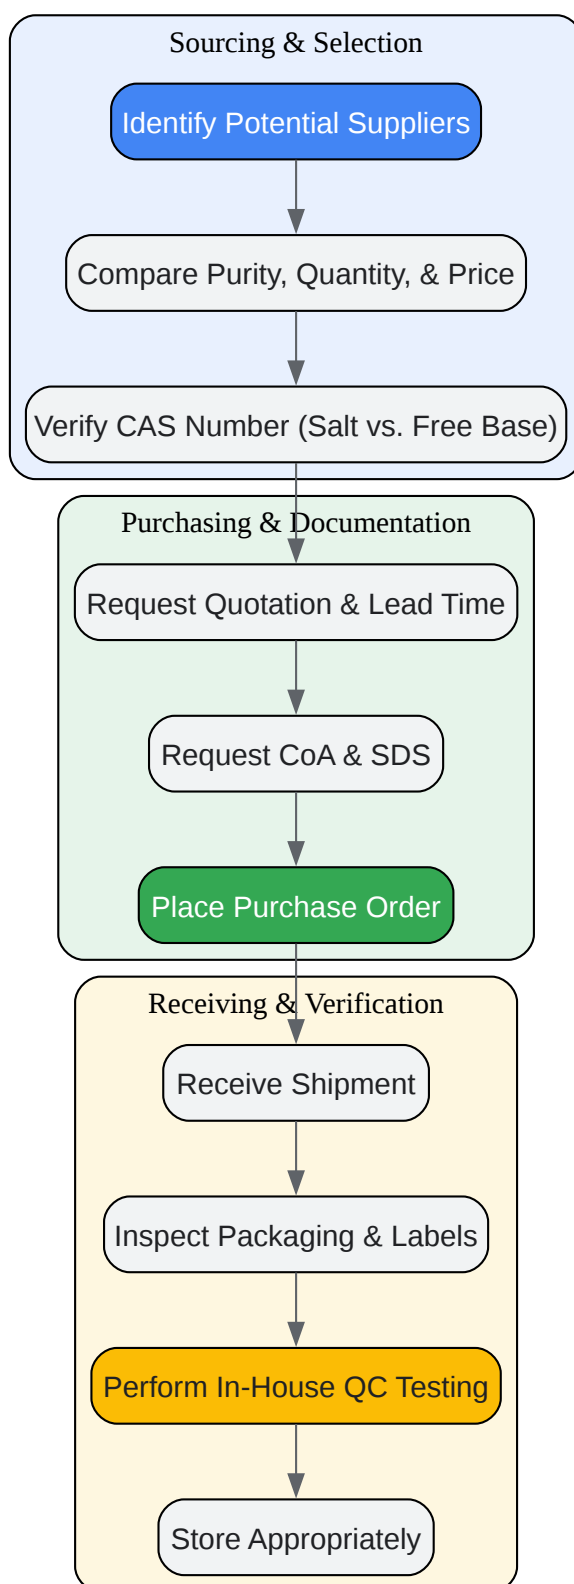 Sourcing & Selection
Identify Potential Suppliers
Compare Purity, Quantity, & Price
Verify CAS Number (Salt vs. Free Base)
Purchasing & Documentation
Request Quotation & Lead Time
Request CoA & SDS
Place Purchase Order
Receiving & Verification
Receive Shipment
Inspect Packaging & Labels
Perform In-House QC Testing
Store Appropriately